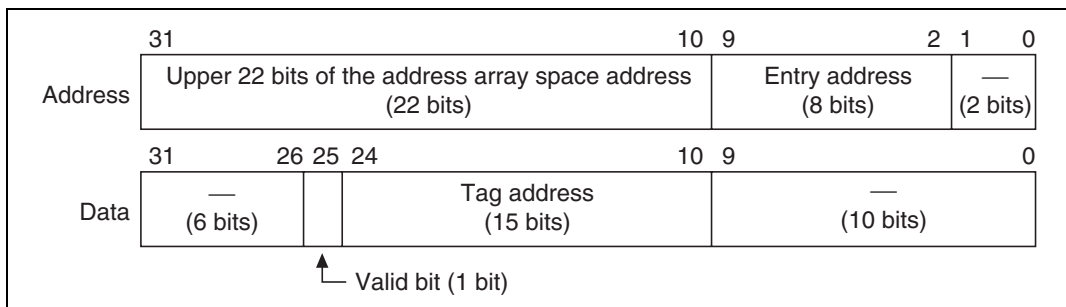 31 10 9 2 1 0
Address Upper 22 bits of the address array space address (22 bits) Entry address (8 bits) — (2 bits)
31 26 25 24 10 9 0
Data — (6 bits) Tag address (15 bits) — (10 bits)
Valid bit (1 bit)